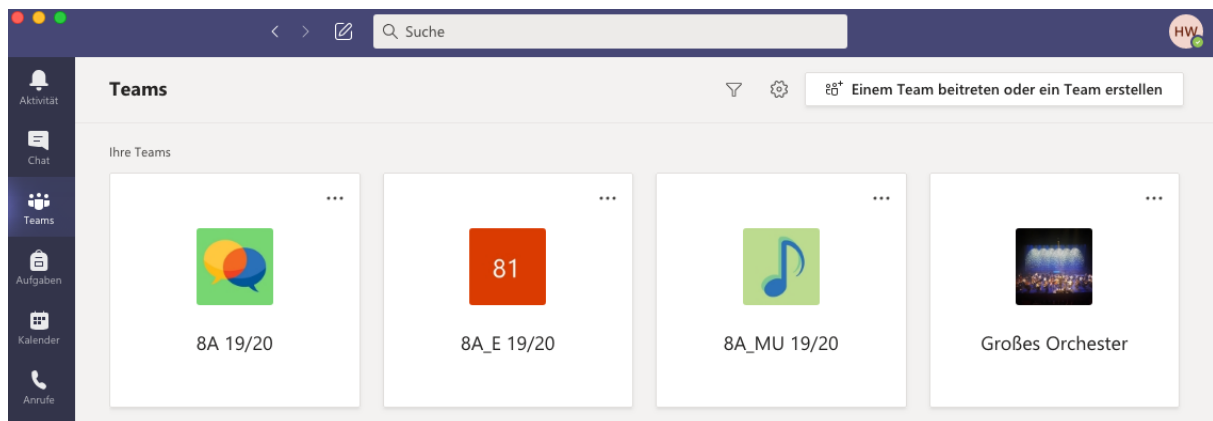 Suche
HW
Aktivität
Chat
Teams
Aufgaben
Kalender
Anrufe
Teams
Einem Team beitreten oder ein Team erstellen
Ihre Teams
...
...
...
...
81
8A 19/20
8A_E 19/20
8A_MU 19/20
Großes Orchester